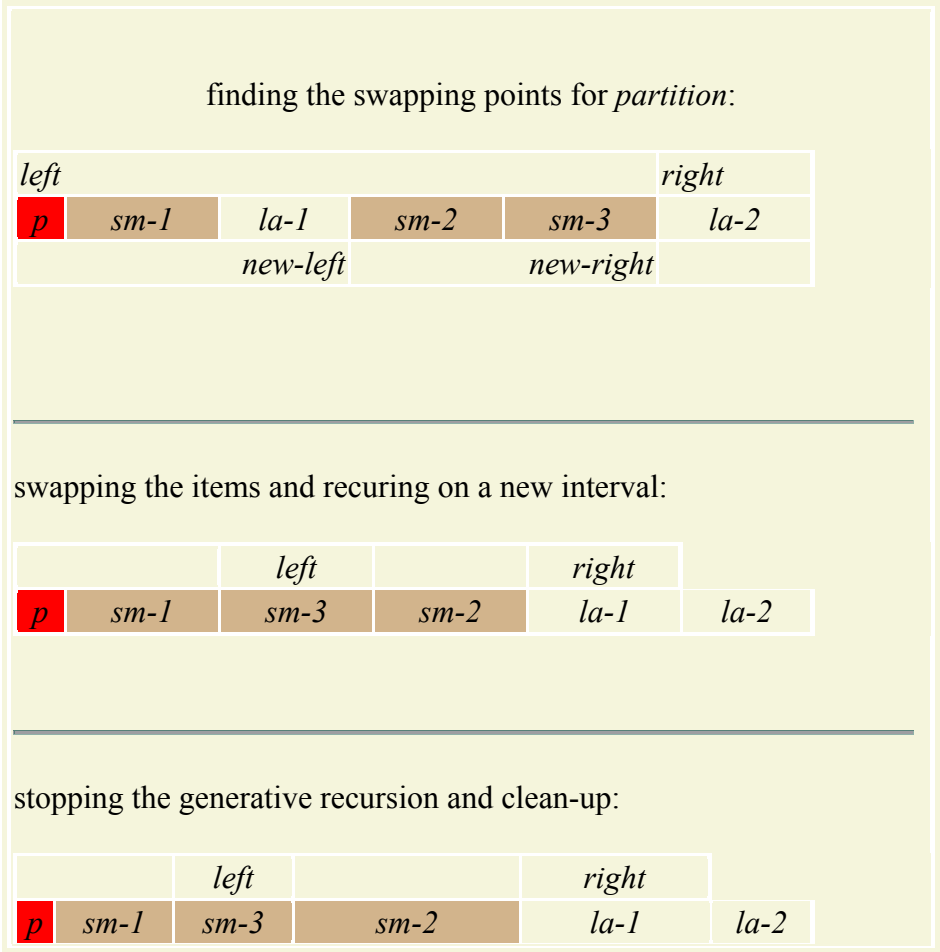 finding the swapping points for partition:
left right
p sm-1 la-1 sm-2 sm-3 la-2
new-left new-right
swapping the items and recuring on a new interval:
left right
p sm-1 sm-3 sm-2 la-1 la-2
stopping the generative recursion and clean-up:
left right
p sm-1 sm-3 sm-2 la-1 la-2